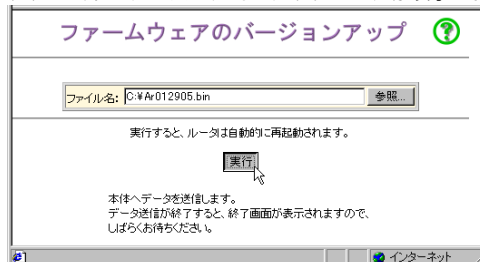 ファームウェアのバージョンアップ ?
ファイル名: C:¥Ar012905.bin 参照...
実行すると、ルータは自動的に再起動されます。
実行
本体へデータを送信します。
データ送信が終了すると、終了画面が表示されますので、
しばらくお待ちください。
インターネット